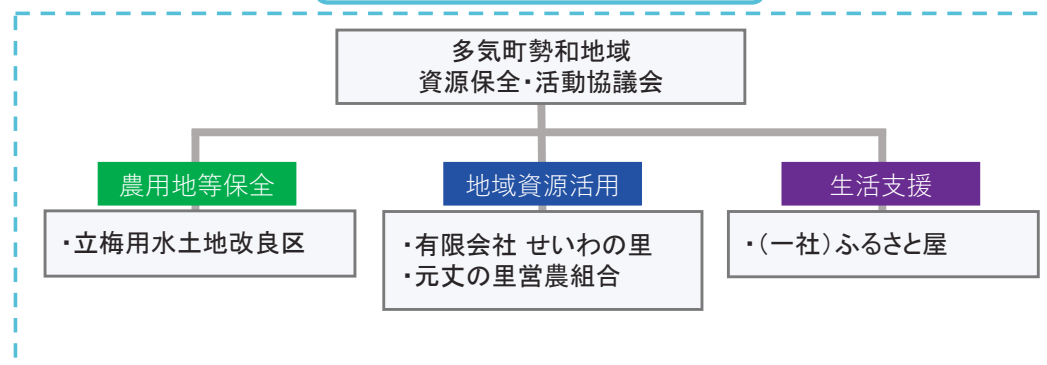 多気町勢和地域
資源保全・活動協議会
農用地等保全
地域資源活用
生活支援
・立梅用水土地改良区
・有限会社 せいわの里
・元丈の里営農組合
・（一社）ふるさと屋